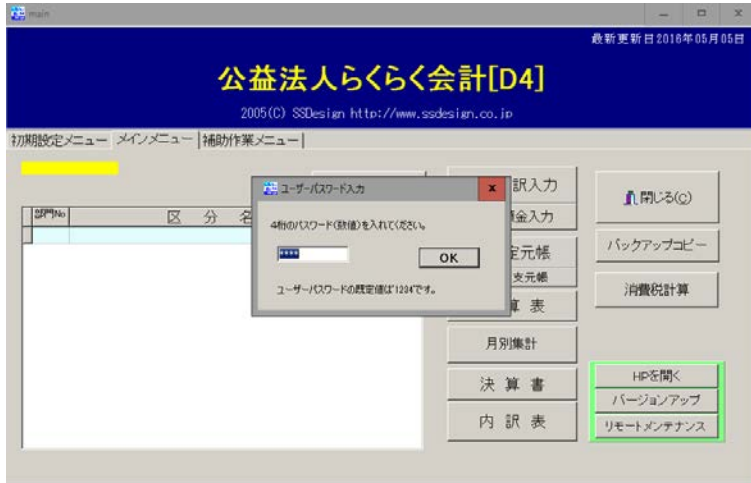 main
最新更新日2016年05月05日
公益法人らくらく会計[D4]
2005(C) SSDesign http://www.ssdesign.co.jp
初期設定メニュー メインメニュー 補助作業メニュー
ユーザーパスワード入力
4桁のパスワード(数値)を入れてください。
****
OK
ユーザーパスワードの既定値は'1234'です。
部門No 区 分 名
訳入力
金入力
元帳
支元帳
算 表
月別集計
決 算 書
内 訳 表
閉じる(C)
バックアップコピー
消費税計算
HPを開く
バージョンアップ
リモートメンテナンス